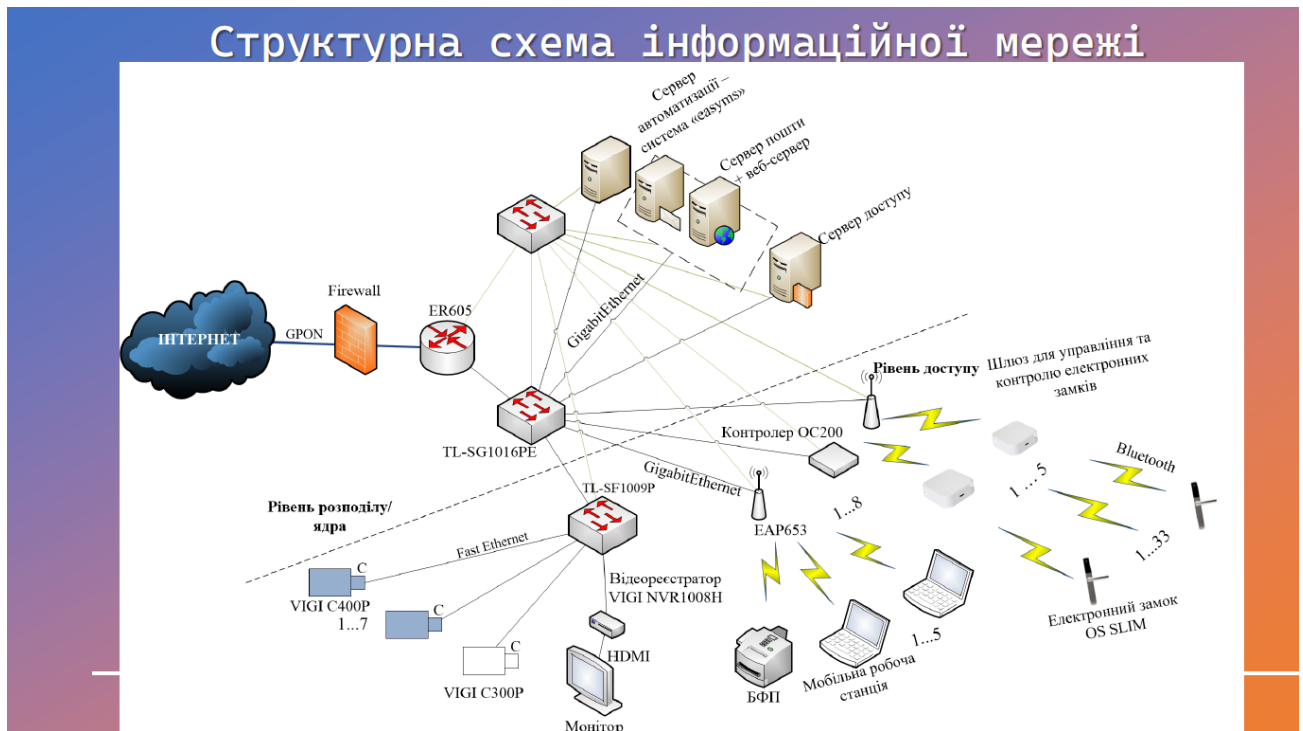 Структурна схема інформаційної мережі
Сервер
автоматизації –
система «easyms»
Сервер пошти
+ веб-сервер
Сервер доступу
GigabitEthernet
Firewall
ER605
ІНТЕРНЕТ
GPON
Рівень доступу
Шлюз для управління та
контролю електронних
замків
TL-SG1016PE
Контролер OC200
GigabitEthernet
Bluetooth
1.....5
1...8
1...33
Рівень розподілу/
ядра
TL-SF1009P
EAP653
Fast Ethernet
C
VIGI C400P
1...7
C
C
VIGI C300P
Відеореєстратор
VIGI NVR1008H
HDMI
Монітор
БФП
1...5
Мобільна робоча
станція
Електронний замок
OS SLIM